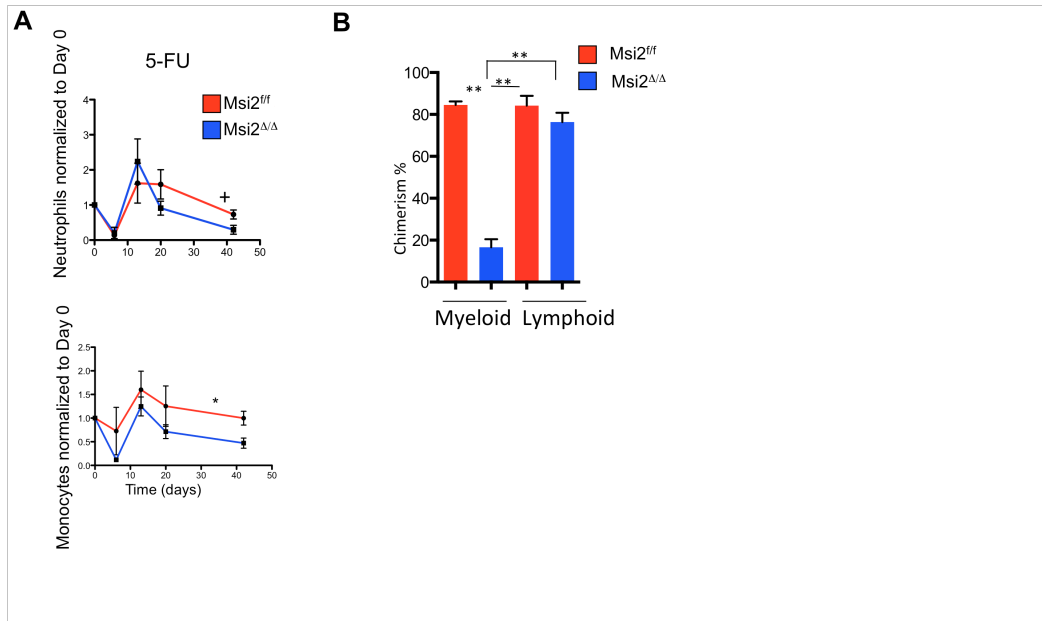 A
5-FU
Neutrophils normalized to Day 0
4
3
2
1
0
0 10 20 30 40 50
Msi2f/f
Msi2Δ/Δ
+
Monocytes normalized to Day 0
2.5
2.0
1.5
1.0
0.5
0.0
0 10 20 30 40 50
*
Time (days)
B
Chimerism %
100
80
60
40
20
0
**
** **
Msi2f/f
Msi2Δ/Δ
Myeloid Lymphoid